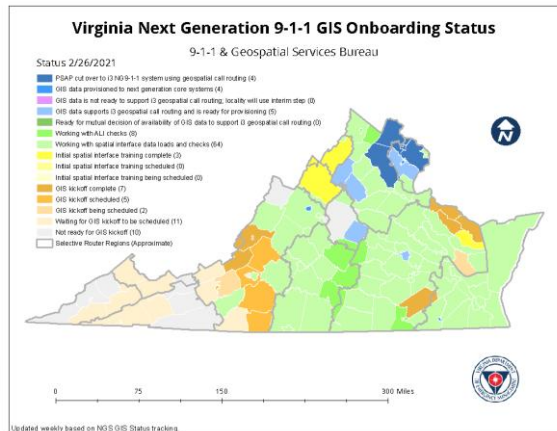 Virginia Next Generation 9-1-1 GIS Onboarding Status
9-1-1 & Geospatial Services Bureau
Status 2/26/2021
PSAP cut over to i3 NG9-1-1 system using geospatial call routing (4)
GIS data provisioned to next generation core systems (4)
GIS data is not ready to support i3 geospatial call routing, locality will use interim step (0)
GIS data supports i3 geospatial call routing and is ready for provisioning (5)
Ready for mutual decision of availability of GIS data to support i3 geospatial call routing (0)
Working with ALI checks (8)
Working with spatial interface data loads and checks (64)
Initial spatial interface training complete (3)
Initial spatial interface training scheduled (0)
Initial spatial interface training being scheduled (0)
GIS kickoff complete (7)
GIS kickoff scheduled (5)
GIS kickoff being scheduled (2)
Waiting for GIS kickoff to be scheduled (11)
Not ready for GIS kickoff (10)
Selective Router Regions (Approximate)
N
0 75 150 300 Miles
VIRGINIA DEPARTMENT OF EMERGENCY MANAGEMENT
Updated weekly based on NGS GIS Status tracking.